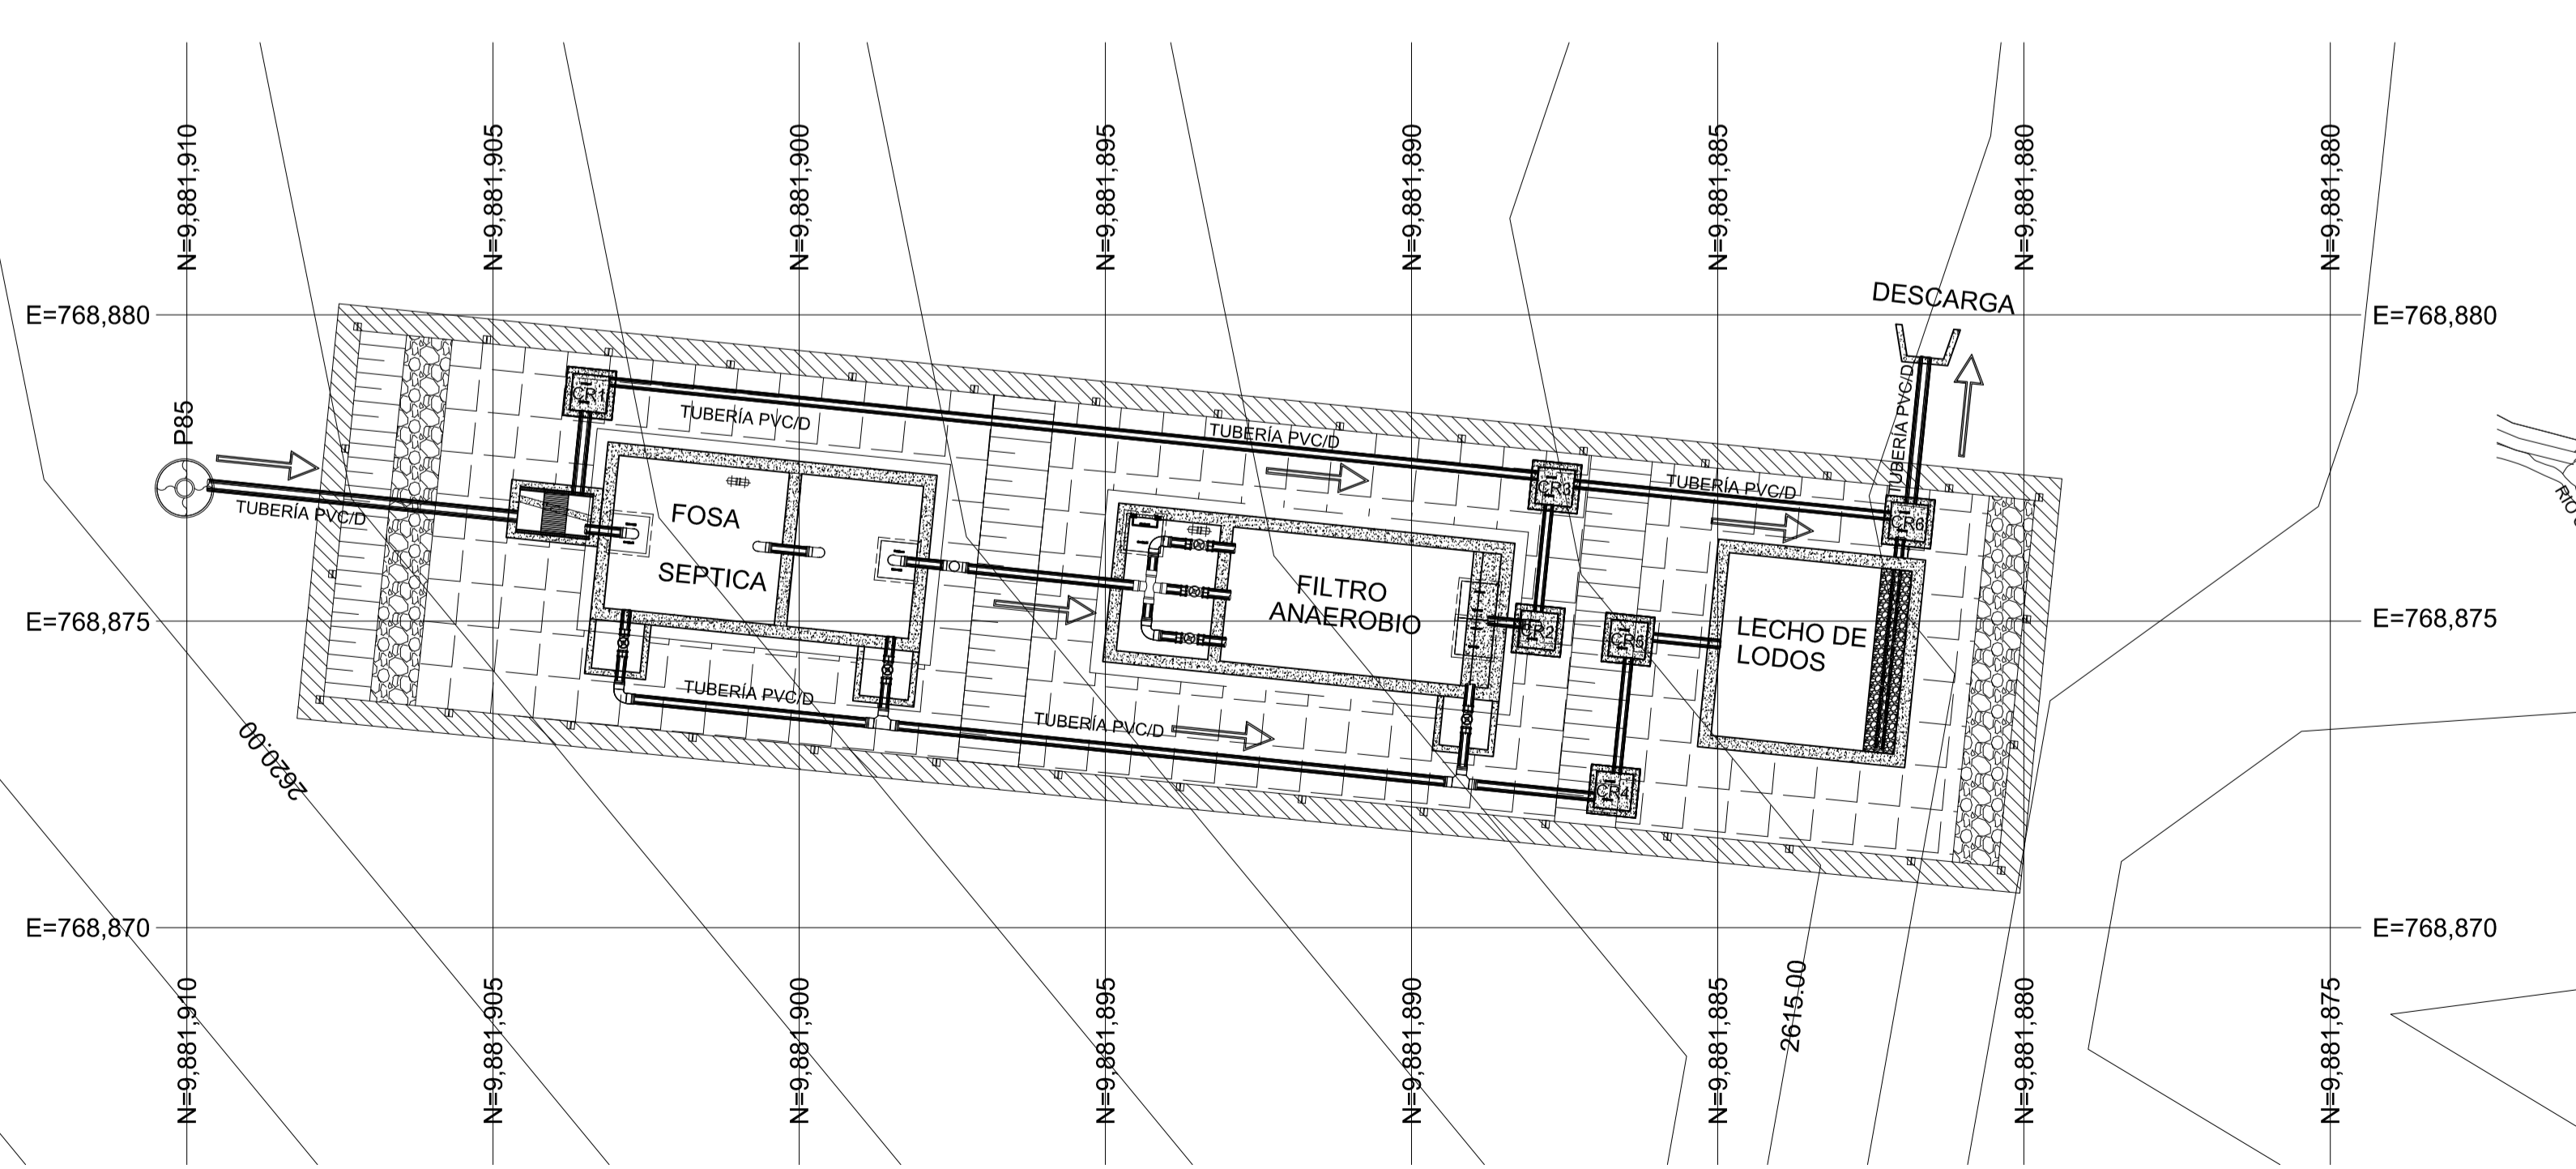 N=9,881,910
N=9,881,905
N=9,881,900
N=9,881,895
N=9,881,890
N=9,881,885
N=9,881,880
N=9,881,880
E=768,880
DESCARGA
E=768,880
P85
CR1
TUBERÍA PVC/D
TUBERÍA PVC/D
TUBERÍA PVC/D
TUBERÍA PVC/D
TUBERÍA PVC/D
CR3
CR6
FOSA
SEPTICA
FILTRO
ANAEROBIO
CR2
CR5
LECHO DE
LODOS
E=768,875
E=768,875
TUBERÍA PVC/D
TUBERÍA PVC/D
CR4
2620.00
E=768,870
E=768,870
2615.00
N=9,881,910
N=9,881,905
N=9,881,900
N=9,881,895
N=9,881,890
N=9,881,885
N=9,881,880
N=9,881,875
RIO